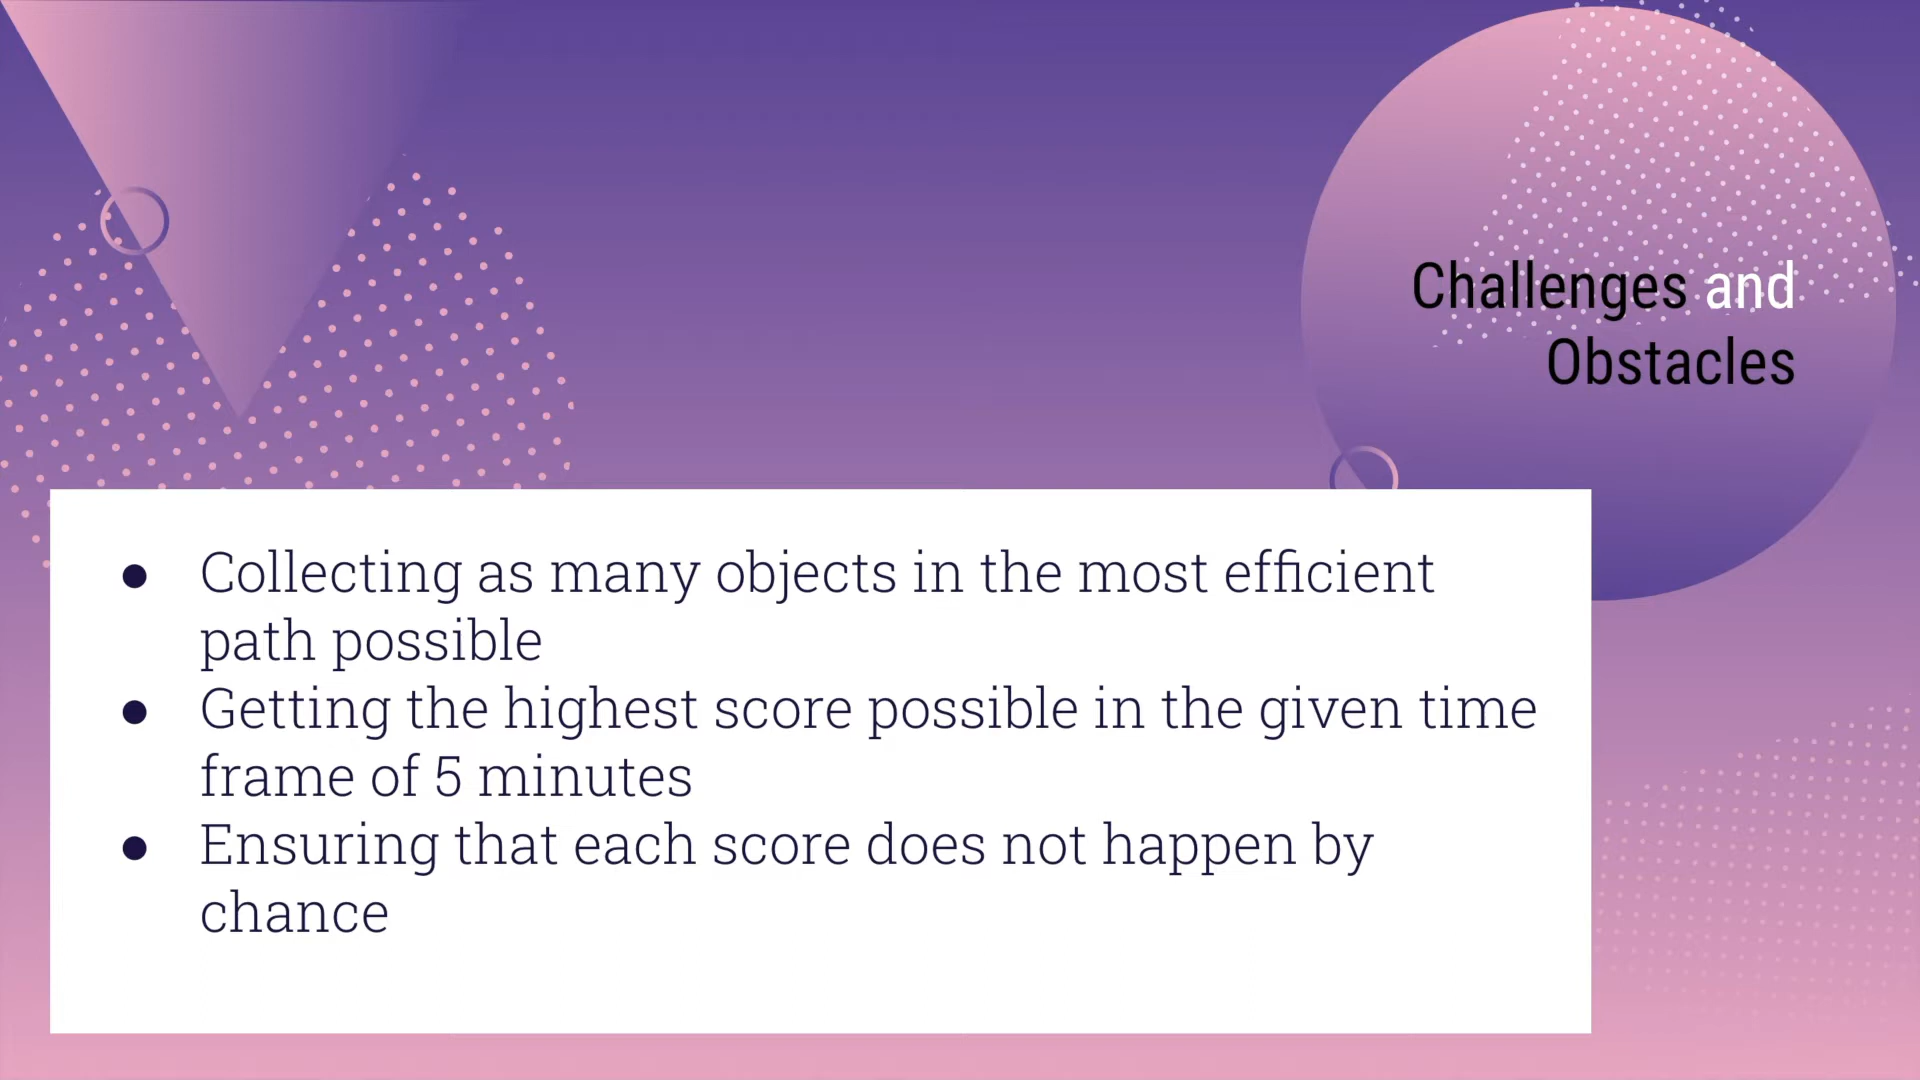 Challenges and
Obstacles
● Collecting as many objects in the most efficient
path possible
● Getting the highest score possible in the given time
frame of 5 minutes
● Ensuring that each score does not happen by
chance